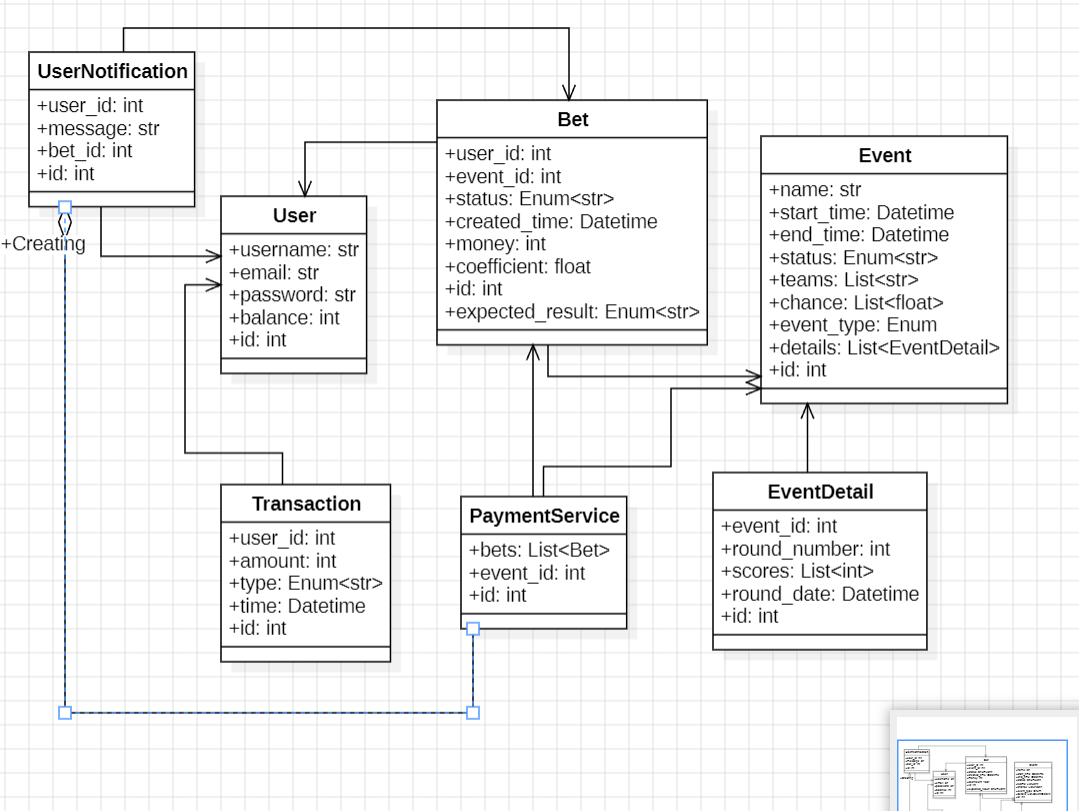 UserNotification
+user_id: int
+message: str
+bet_id: int
+id: int
+Creating
User
+username: str
+email: str
+password: str
+balance: int
+id: int
Bet
+user_id: int
+event_id: int
+status: Enum<str>
+created_time: Datetime
+money: int
+coefficient: float
+id: int
+expected_result: Enum<str>
Event
+name: str
+start_time: Datetime
+end_time: Datetime
+status: Enum<str>
+teams: List<str>
+chance: List<float>
+event_type: Enum
+details: List<EventDetail>
+id: int
Transaction
+user_id: int
+amount: int
+type: Enum<str>
+time: Datetime
+id: int
PaymentService
+bets: List<Bet>
+event_id: int
+id: int
EventDetail
+event_id: int
+round_number: int
+scores: List<int>
+round_date: Datetime
+id: int